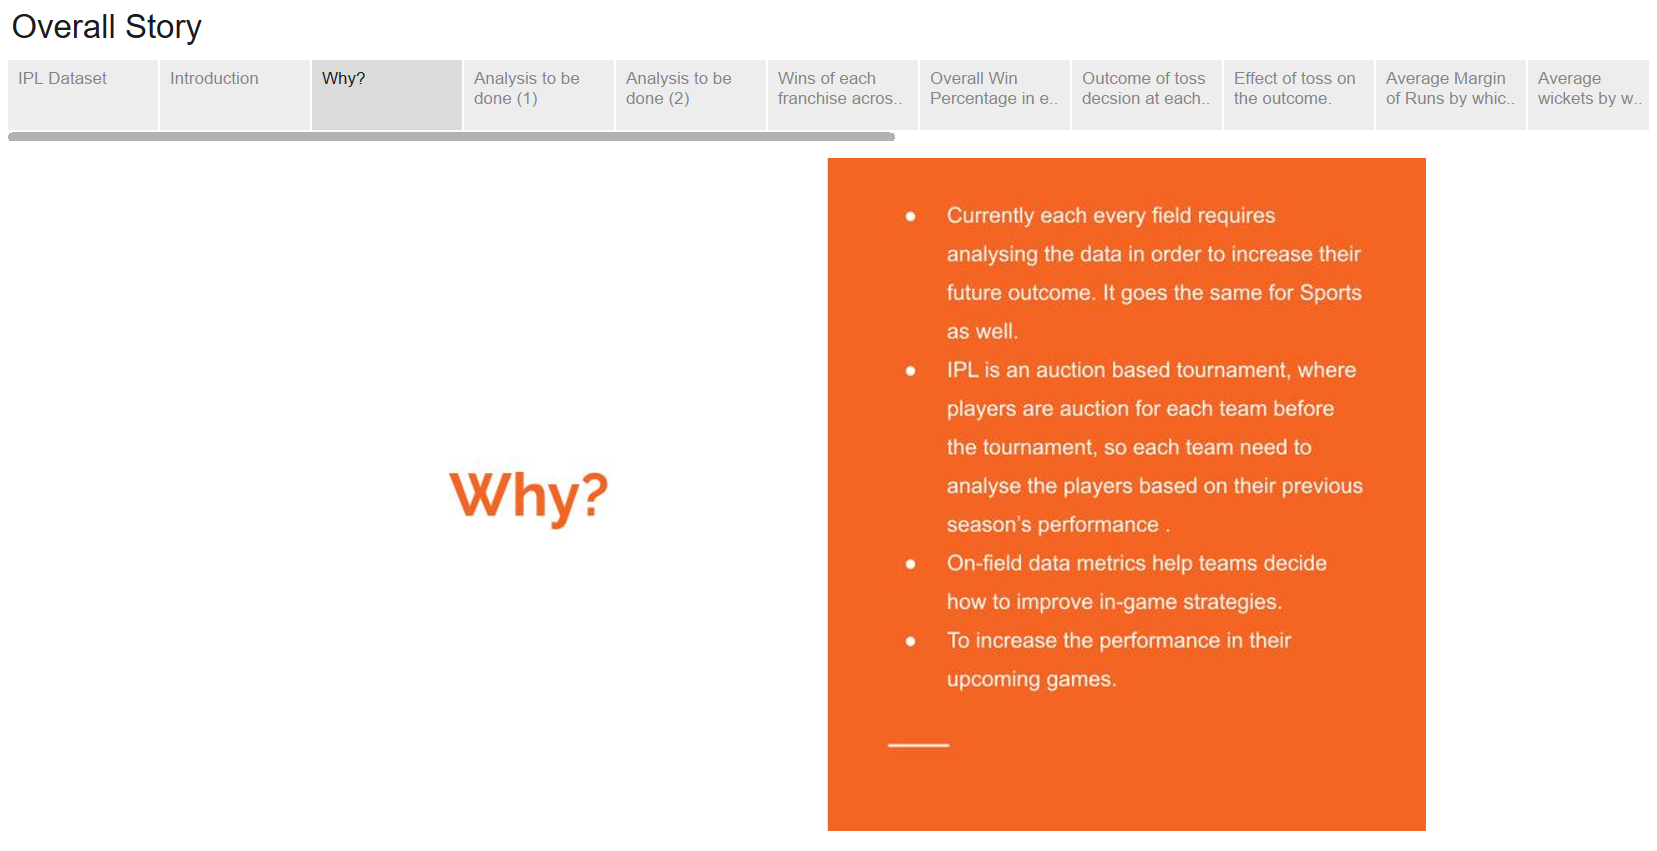 Overall Story
IPL Dataset
Introduction
Why?
Analysis to be
done (1)
Analysis to be
done (2)
Wins of each
franchise acros..
Overall Win
Percentage in e..
Outcome of toss
decsion at each..
Effect of toss on
the outcome.
Average Margin
of Runs by whic..
Average
wickets by w..
Why?
● Currently each every field requires
analysing the data in order to increase their
future outcome. It goes the same for Sports
as well.
● IPL is an auction based tournament, where
players are auction for each team before
the tournament, so each team need to
analyse the players based on their previous
season’s performance .
● On-field data metrics help teams decide
how to improve in-game strategies.
● To increase the performance in their
upcoming games.